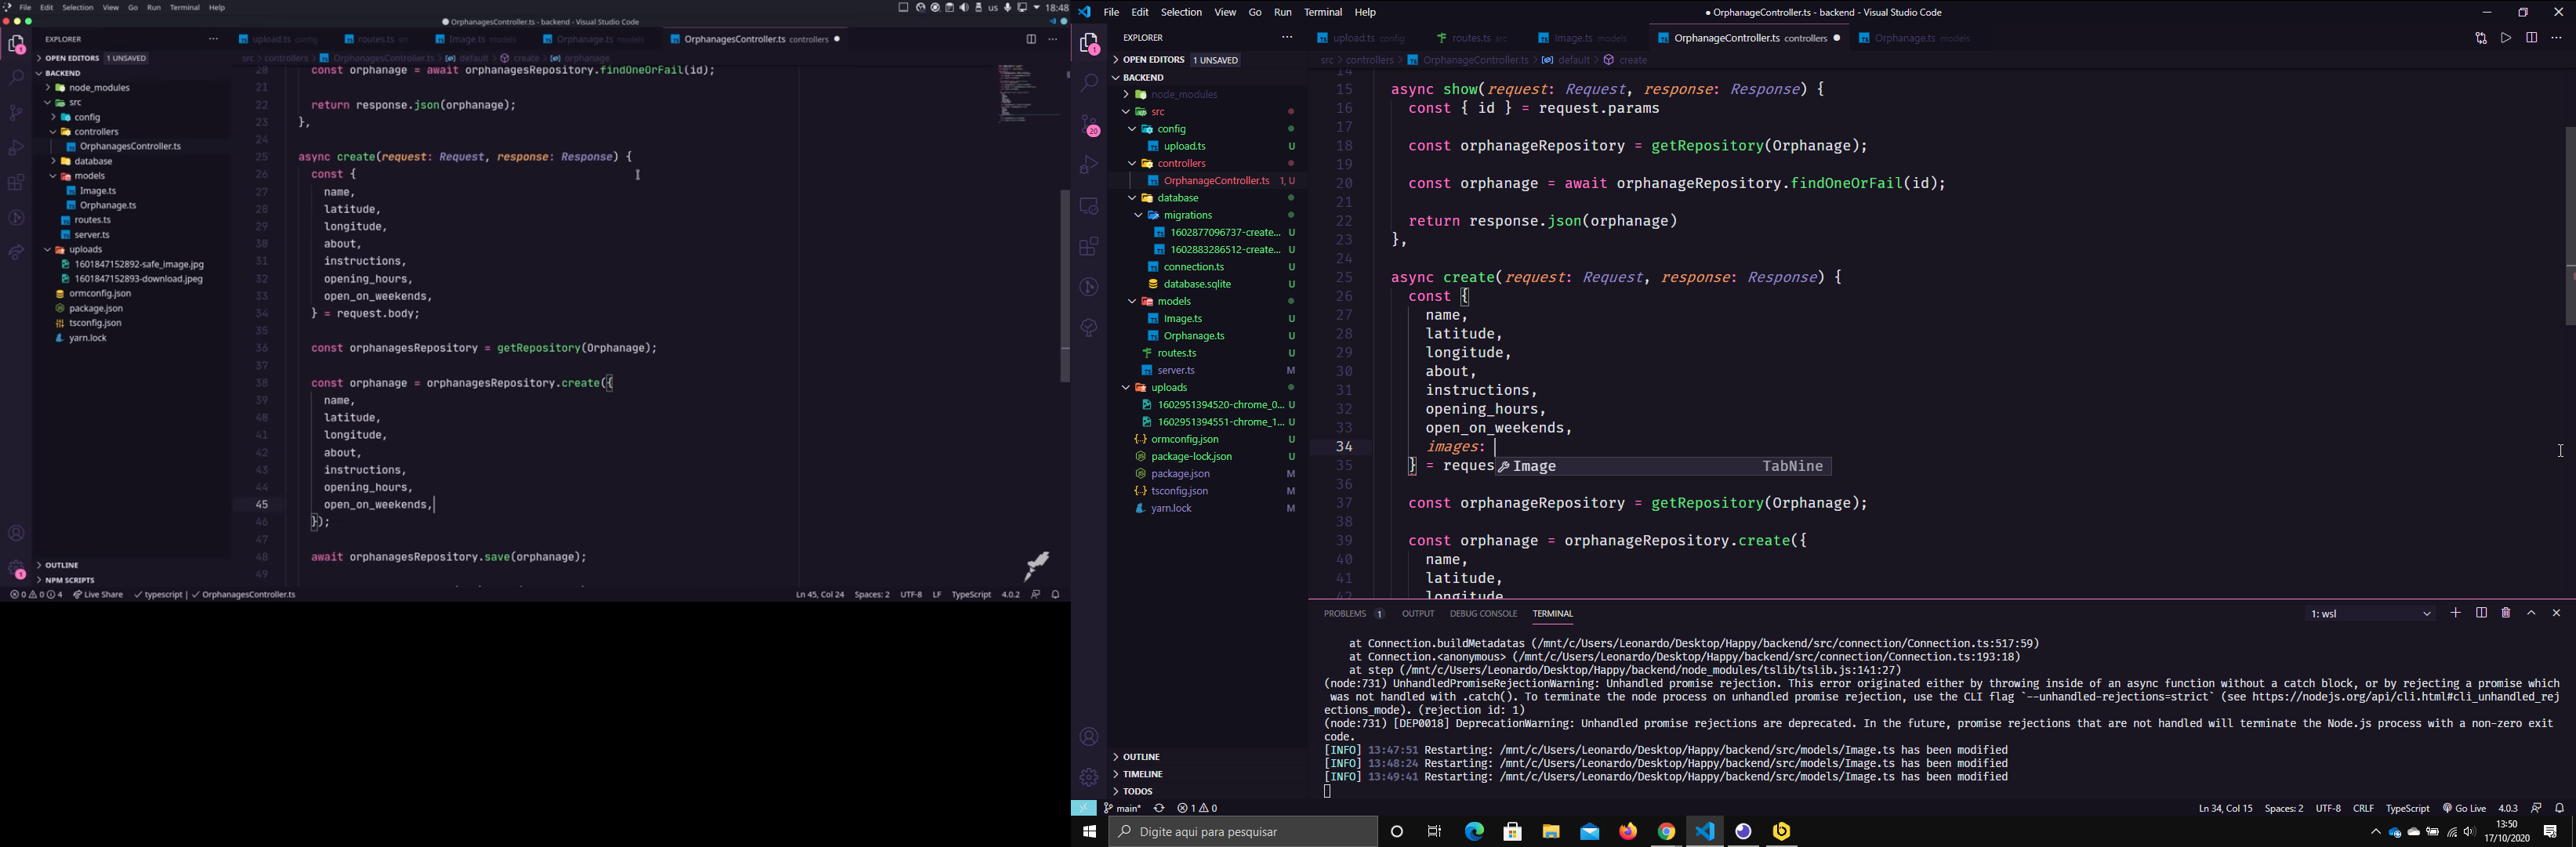 File Edit Selection View Go Run Terminal Help
us 18:48
OrphanagesController.ts - backend - Visual Studio Code
EXPLORER
OPEN EDITORS 1 UNSAVED
BACKEND
node_modules
src
config
controllers
OrphanagesController.ts
database
models
Image.ts
Orphanage.ts
routes.ts
server.ts
uploads
1601847152892-safe_image.jpg
1601847152893-download.jpeg
ormconfig.json
package.json
tsconfig.json
yarn.lock
OUTLINE
NPM SCRIPTS
upload.ts config routes.ts src Image.ts models Orphanage.ts models OrphanagesController.ts controllers
src > controllers > OrphanagesController.ts > default > create > orphanage
20 const orphanage = await orphanagesRepository.findOneOrFail(id);
21
22 return response.json(orphanage);
23 },
24
25 async create(request: Request, response: Response) {
26 const {
27 name,
28 latitude,
29 longitude,
30 about,
31 instructions,
32 opening_hours,
33 open_on_weekends,
34 } = request.body;
35
36 const orphanagesRepository = getRepository(Orphanage);
37
38 const orphanage = orphanagesRepository.create({
39 name,
40 latitude,
41 longitude,
42 about,
43 instructions,
44 opening_hours,
45 open_on_weekends,
46 });
47
48 await orphanagesRepository.save(orphanage);
49
0 0 4 Live Share typescript | OrphanagesController.ts
Ln 45, Col 24 Spaces: 2 UTF-8 LF TypeScript 4.0.2
File Edit Selection View Go Run Terminal Help
● OrphanageController.ts - backend - Visual Studio Code
EXPLORER
OPEN EDITORS 1 UNSAVED
BACKEND
node_modules
src
config
upload.ts U
controllers
OrphanageController.ts 1, U
database
migrations
1602877096737-create... U
1602883286512-create... U
connection.ts U
database.sqlite U
models
Image.ts U
Orphanage.ts U
routes.ts U
server.ts M
uploads
1602951394520-chrome_0... U
1602951394551-chrome_1... U
ormconfig.json U
package-lock.json U
package.json M
tsconfig.json M
yarn.lock M
OUTLINE
TIMELINE
TODOS
1
20
upload.ts config routes.ts src Image.ts models OrphanageController.ts controllers Orphanage.ts models
src > controllers > OrphanageController.ts > default > create
14
15 async show(request: Request, response: Response) {
16 const { id } = request.params
17
18 const orphanageRepository = getRepository(Orphanage);
19
20 const orphanage = await orphanageRepository.findOneOrFail(id);
21
22 return response.json(orphanage)
23 },
24
25 async create(request: Request, response: Response) {
26 const {
27 name,
28 latitude,
29 longitude,
30 about,
31 instructions,
32 opening_hours,
33 open_on_weekends,
34 images:
35 } = reques Image TabNine
36
37 const orphanageRepository = getRepository(Orphanage);
38
39 const orphanage = orphanageRepository.create({
40 name,
41 latitude,
42 longitude
PROBLEMS 1 OUTPUT DEBUG CONSOLE TERMINAL 1: wsl
at Connection.buildMetadatas (/mnt/c/Users/Leonardo/Desktop/Happy/backend/src/connection/Connection.ts:517:59)
at Connection.<anonymous> (/mnt/c/Users/Leonardo/Desktop/Happy/backend/src/connection/Connection.ts:193:18)
at step (/mnt/c/Users/Leonardo/Desktop/Happy/backend/node_modules/tslib/tslib.js:141:27)
(node:731) UnhandledPromiseRejectionWarning: Unhandled promise rejection. This error originated either by throwing inside of an async function without a catch block, or by rejecting a promise which
was not handled with .catch(). To terminate the node process on unhandled promise rejection, use the CLI flag `--unhandled-rejections=strict` (see https://nodejs.org/api/cli.html#cli_unhandled_rej
ections_mode). (rejection id: 1)
(node:731) [DEP0018] DeprecationWarning: Unhandled promise rejections are deprecated. In the future, promise rejections that are not handled will terminate the Node.js process with a non-zero exit
code.
[INFO] 13:47:51 Restarting: /mnt/c/Users/Leonardo/Desktop/Happy/backend/src/models/Image.ts has been modified
[INFO] 13:48:24 Restarting: /mnt/c/Users/Leonardo/Desktop/Happy/backend/src/models/Image.ts has been modified
[INFO] 13:49:41 Restarting: /mnt/c/Users/Leonardo/Desktop/Happy/backend/src/models/Image.ts has been modified
main* 1 0
Ln 34, Col 15 Spaces: 2 UTF-8 CRLF TypeScript Go Live 4.0.3
Digite aqui para pesquisar
13:50
17/10/2020